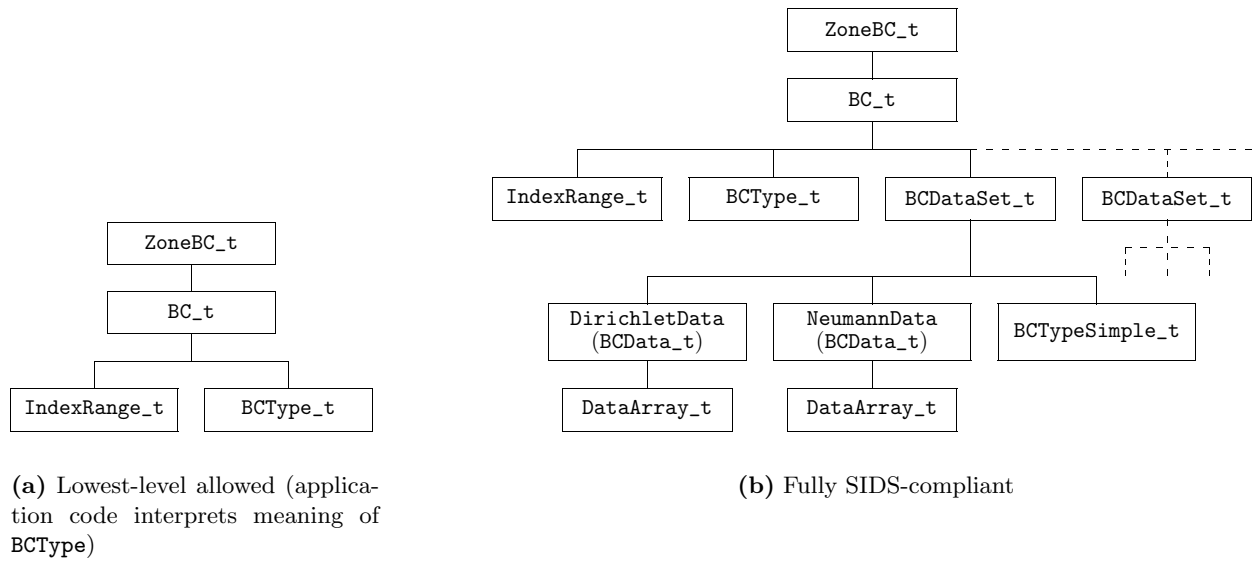 ZoneBC_t
BC_t
IndexRange_t
BCType_t
(a) Lowest-level allowed (applica-
tion code interprets meaning of
BCType)
ZoneBC_t
BC_t
IndexRange_t
BCType_t
BCDataSet_t
BCDataSet_t
DirichletData
(BCData_t)
NeumannData
(BCData_t)
BCTypeSimple_t
DataArray_t
DataArray_t
(b) Fully SIDS-compliant